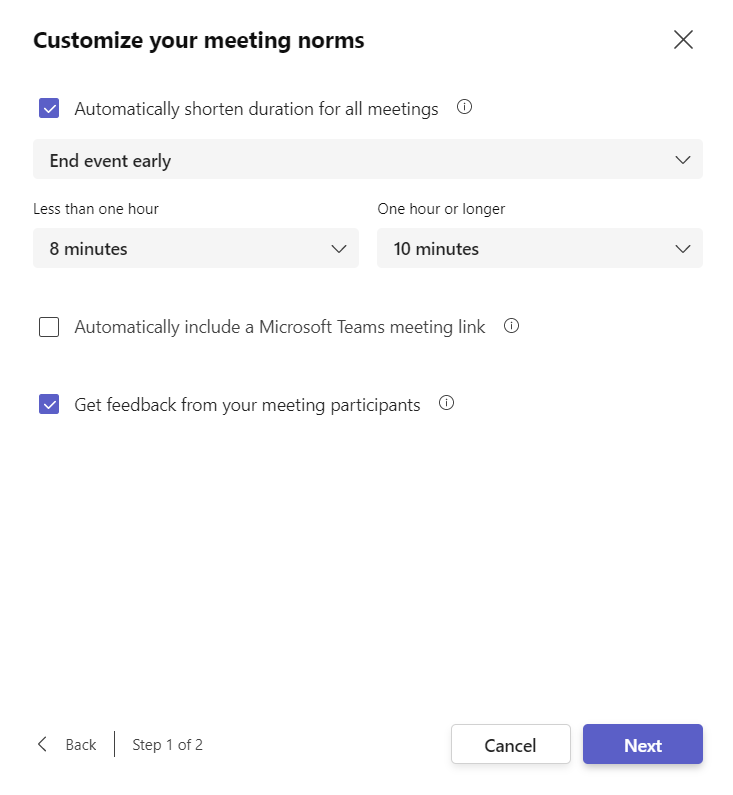 Customize your meeting norms
Automatically shorten duration for all meetings
End event early
Less than one hour
One hour or longer
8 minutes
10 minutes
Automatically include a Microsoft Teams meeting link
Get feedback from your meeting participants
Back
Step 1 of 2
Cancel
Next